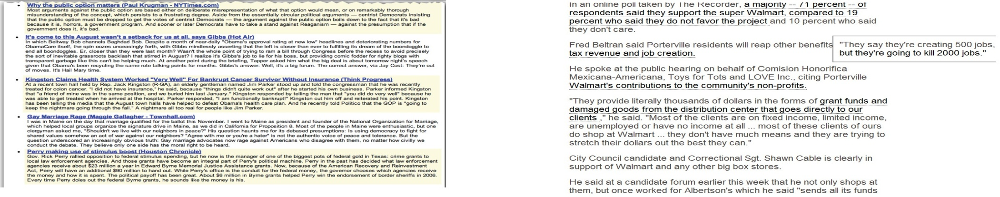 Why the public option matters (Paul Krugman - NYTimes.com)
Most arguments against the public option are based either on deliberate misrepresentation of what that option would mean, or on remarkably thorough
misunderstanding of the concept, which persists to a frustrating degree. Aside from the essentially circular political arguments — centrist Democrats insisting
that the public option must be dropped to get the votes of centrist Democrats — the argument against the public option boils down to the fact that it's bad
because it is, horrors, a government program. And sooner or later Democrats have to take a stand against Reaganism — against the presumption that if the
government does it, it's bad.
• It's come to this August wasn't a setback for us at all, says Gibbs (Hot Air)
In which Beltway Bob channels Baghdad Bob. Despite a month of near-daily "Obama's approval rating at new low" headlines and deteriorating numbers for
ObamaCare itself, the spin oozes unceasingly forth, with Gibbs mindlessly asserting that the left is closer than ever to fulfilling its dream of the boondoggle to
end all boondoggles. Er, closer than they were last month? Wasn't the whole point of trying to ram a bill through Congress before the recess to avoid precisely
the sort of inevitable grassroots backlash that stirred in August? I realize it's Gibbs's job to lie for his boss, but providing comic fodder for righty blogs with
transparent garbage like this can't be helping much. At another point during the briefing, Tapper asked him what the big deal is about tomorrow night's speech
given that Obama's been recycling the same rote talking points for months. Gibbs's answer: Well, it's a big forum. The correct answer, via Jay Cost: They're out
of moves. It's Hail Mary time.
• Kingston Claims Health System Worked "Very Well" For Bankrupt Cancer Survivor Without Insurance (Think Progress)
At a recent town hall held by Rep. Jack Kingston (R-GA), an elderly gentleman named Jim Parker stood up and told the congressman that he was recently
treated for colon cancer. "I did not have insurance," he said, because "things didn't quite work out" after he started his own business. Parker informed Kingston
that "a friend of mine was in the same position, and we buried him last January." Kingston responded by telling the man that "you did do very well" because he
was able to get treated when he arrived at the hospital. Parker responded, "I am functionally bankrupt!" Kingston cut him off and reiterated his point. Kingston
has been telling the media that the August town halls have helped to defeat Obama's health care plan. And he recently told Politico that the GOP is "going to
keep the nightmare going through the fall." A nightmare all too real for people like Jim Parker.
• Gay Marriage Rage (Maggie Gallagher - Townhall.com)
I was in Maine on the day that marriage qualified for the ballot this November. I went to Maine as president and founder of the National Organization for Marriage,
which helped local groups organize the signature drive in Maine, as we did in California for Proposition 8. Most of the people in Maine were enthusiastic, but one
clergyman asked me, "Shouldn't we live with our neighbors in peace?" His question haunts me for its debased presumptions: Is using democracy to fight for
shared values somehow an act of war against our neighbors? "Agree with me or you're a hater" is not the authentic voice of peace and tolerance. But the
question underscored an increasingly obvious truth: Gay marriage advocates now rage against Americans who disagree with them, no matter how civilly we
conduct the debate. They believe only one side has the moral right to be heard.
• Perry making use of stimulus boost (Houston Chronicle)
Gov. Rick Perry rallied opposition to federal stimulus spending, but he now is the manager of one of the biggest pots of federal gold in Texas: crime grants to
local law enforcement agencies. And those grants have become an integral part of Perry's political machine. Perry in the past has decided what law enforcement
agencies receive about $23 million a year in Edward Byrne Memorial Justice Assistance grants. Now, because of the American Recovery and Reinvestment
Act, Perry will have an additional $90 million to hand out. While Perry's office is the conduit for the federal money, the governor chooses which agencies receive
the money and how it is spent. The political payoff has been great. About $6 million in Byrne grants helped Perry win the endorsement of border sheriffs in 2006.
Every time Perry doles out the federal Byrne grants, he sounds like the money is his.
In an online poll taken by The Recorder, a majority -- 71 percent -- of
respondents said they support the super Walmart, compared to 19
percent who said they do not favor the project and 10 percent who said
they don't care.
Fred Beltran said Porterville residents will reap other benefits
tax revenue and job creation.
"They say they're creating 500 jobs,
but they're going to kill 2000 jobs."
He spoke at the public hearing on behalf of Comision Honorifica
Mexicana-Americana, Toys for Tots and LOVE Inc., citing Porterville
Walmart's contributions to the community's non-profits.
"They provide literally thousands of dollars in the forms of grant funds and
damaged goods from the distribution center that goes directly to our
clients ," he said. "Most of the clients are on fixed income, limited income,
are unemployed or have no income at all ... most of these clients of ours
do shop at Walmart ... they don't have much means and they are trying to
stretch their dollars out the best they can."
City Council candidate and Correctional Sgt. Shawn Cable is clearly in
support of Walmart and any other big box stores.
He said at a candidate forum earlier this week that he not only shops at
them, but once worked for Albertson's which he said "sends all its funds